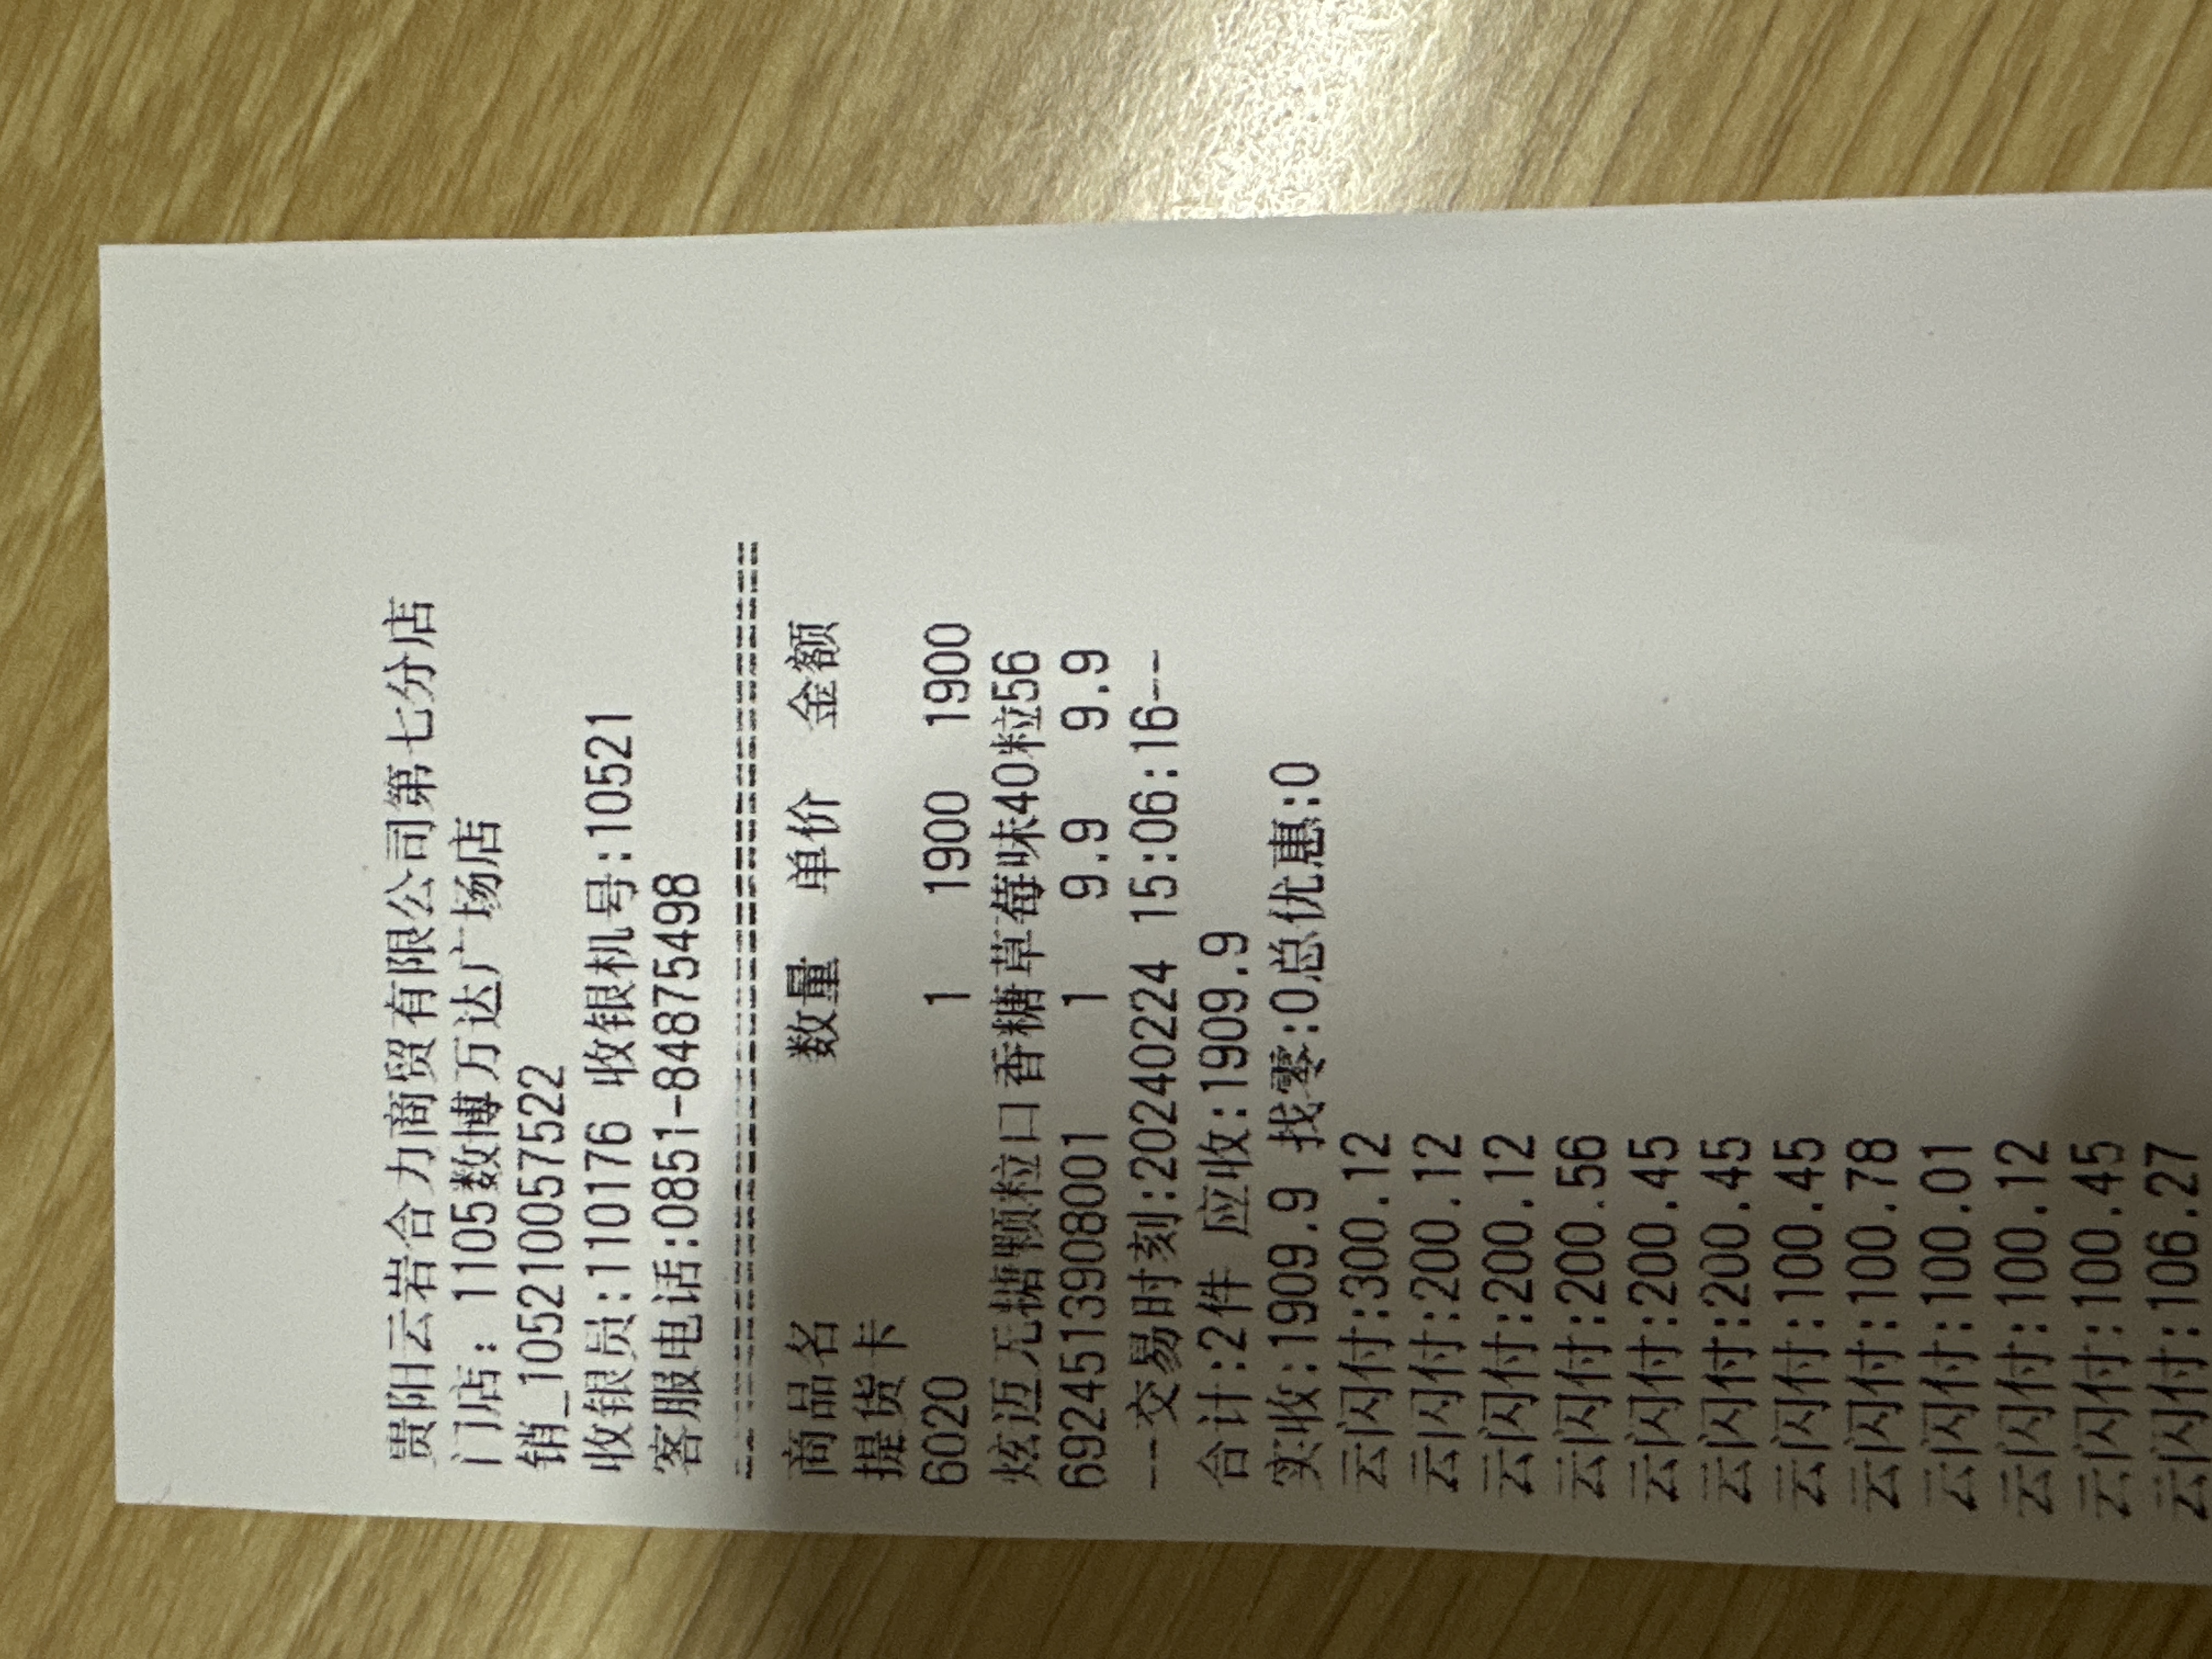 贵阳云岩合力商贸有限公司第七分店
门店: 1105数博万达广场店
销_105210057522
收银员:110176 收银机号:10521
客服电话:0851-84875498
商品名 数量 单价 金额
提货卡
6020 1 1900 1900
炫迈无糖颗粒口香糖草莓味40粒56
6924513908001 1 9.9 9.9
--交易时刻:20240224 15:06:16--
合计:2件 应收:1909.9
实收:1909.9 找零:0总优惠:0
云闪付:300.12
云闪付:200.12
云闪付:200.12
云闪付:200.56
云闪付:200.45
云闪付:200.45
云闪付:100.45
云闪付:100.78
云闪付:100.01
云闪付:100.12
云闪付:100.45
云闪付:106.27